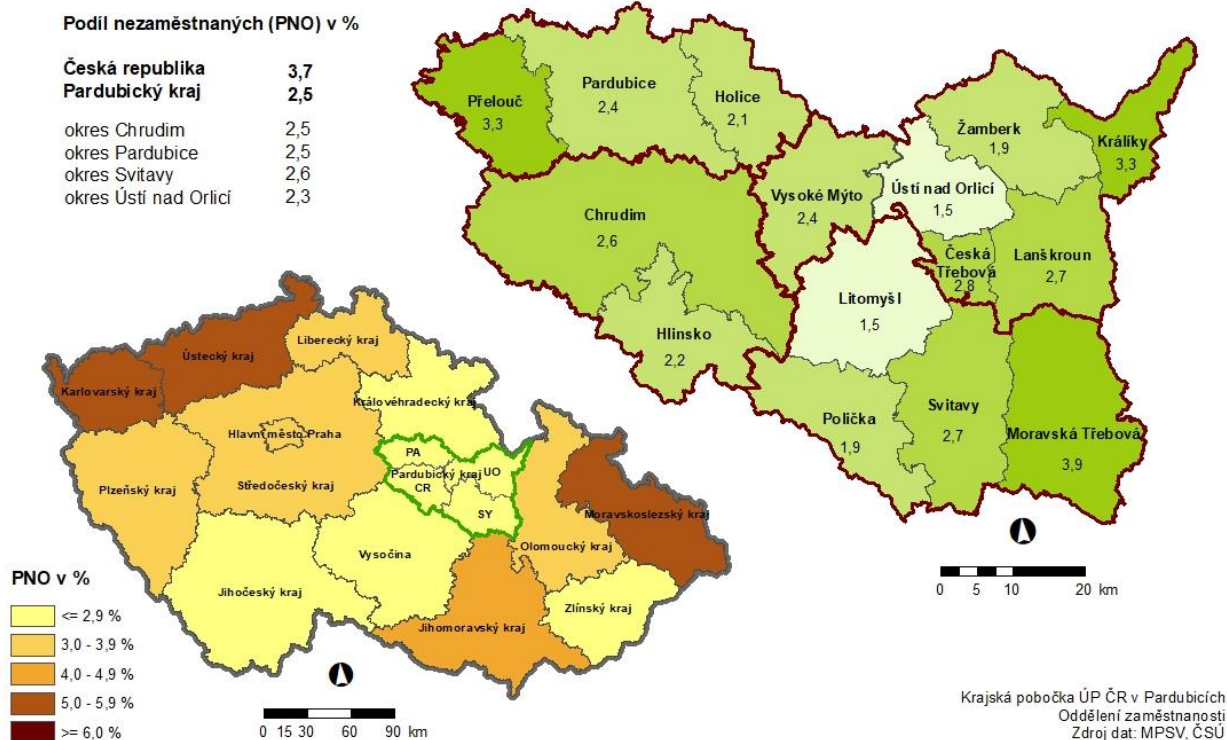 Podíl nezaměstnaných (PNO) v %
Česká republika 3,7
Pardubický kraj 2,5
okres Chrudim 2,5
okres Pardubice 2,5
okres Svitavy 2,6
okres Ústí nad Orlicí 2,3
Přelouč
3,3
Pardubice
2,4
Holice
2,1
Žamberk
1,9
Králíky
3,3
Vysoké Mýto
2,4
Ústí nad Orlicí
1,5
Chrudim
2,6
Česká
Třebová
2,8
Lanškroun
2,7
Litomyšl
1,5
Hlinsko
2,2
Polička
1,9
Svitavy
2,7
Moravská Třebová
3,9
0 5 10 20 km
Liberecký kraj
Ústecký kraj
Karlovarský kraj
Královéhradecký kraj
Hlavní město Praha
PA
Pardubický kraj
UO
CR
Plzeňský kraj
Středočeský kraj
SY
Moravskoslezský kraj
Olomoucký kraj
Vysočina
Jihočeský kraj
Zlínský kraj
Jihomoravský kraj
PNO v %
<= 2,9 %
3,0 - 3,9 %
4,0 - 4,9 %
5,0 - 5,9 %
>= 6,0 %
0 15 30 60 90 km
Krajská pobočka ÚP ČR v Pardubicích
Oddělení zaměstnanosti
Zdroj dat: MPSV, ČSÚ